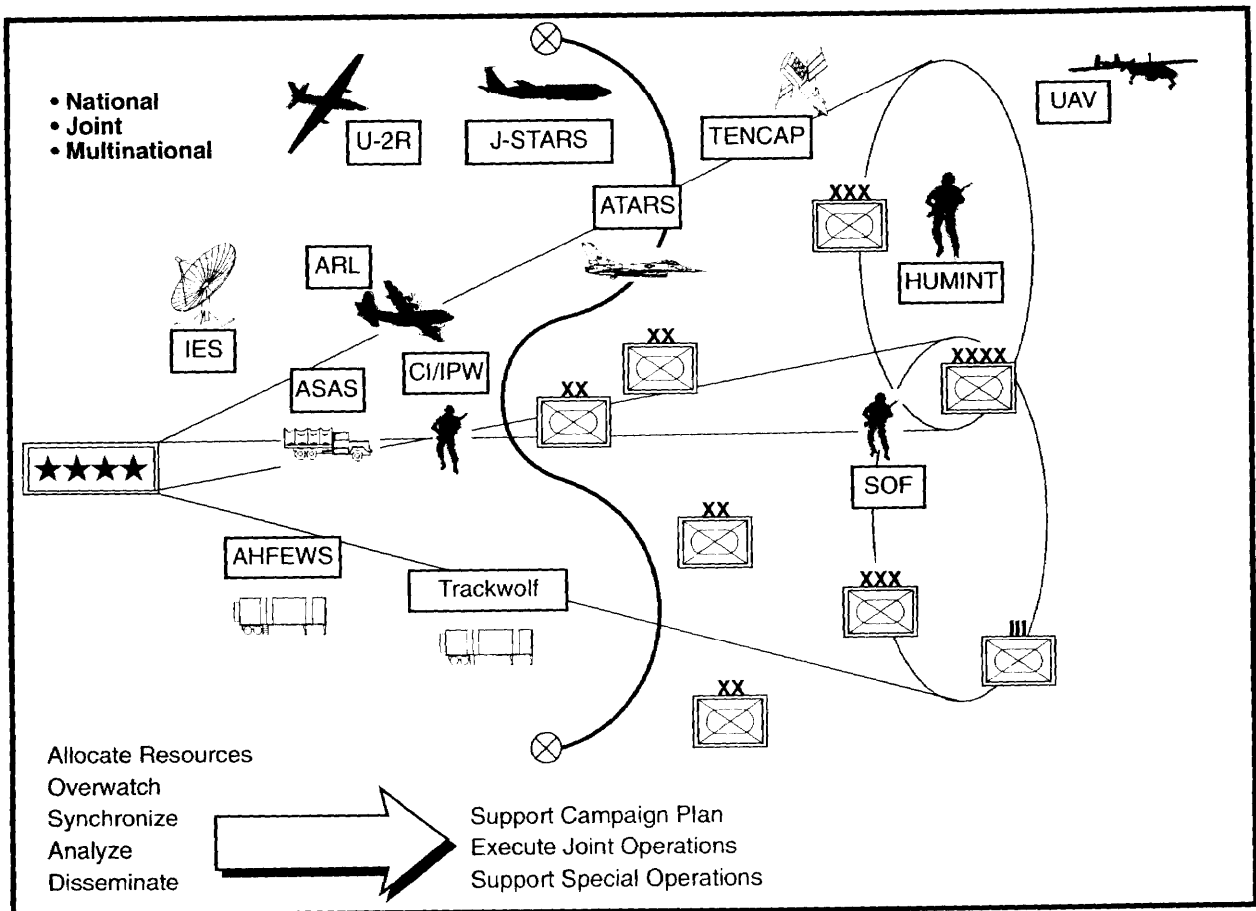 • National
• Joint
• Multinational
U-2R
J-STARS
TENCAP
UAV
ATARS
XXX
ARL
HUMINT
IES
XX
XXXX
ASAS
CI/IPW
XX
SOF
XX
AHFEWS
Trackwolf
XXX
III
XX
Allocate Resources
Overwatch
Synchronize
Analyze
Disseminate
Support Campaign Plan
Execute Joint Operations
Support Special Operations